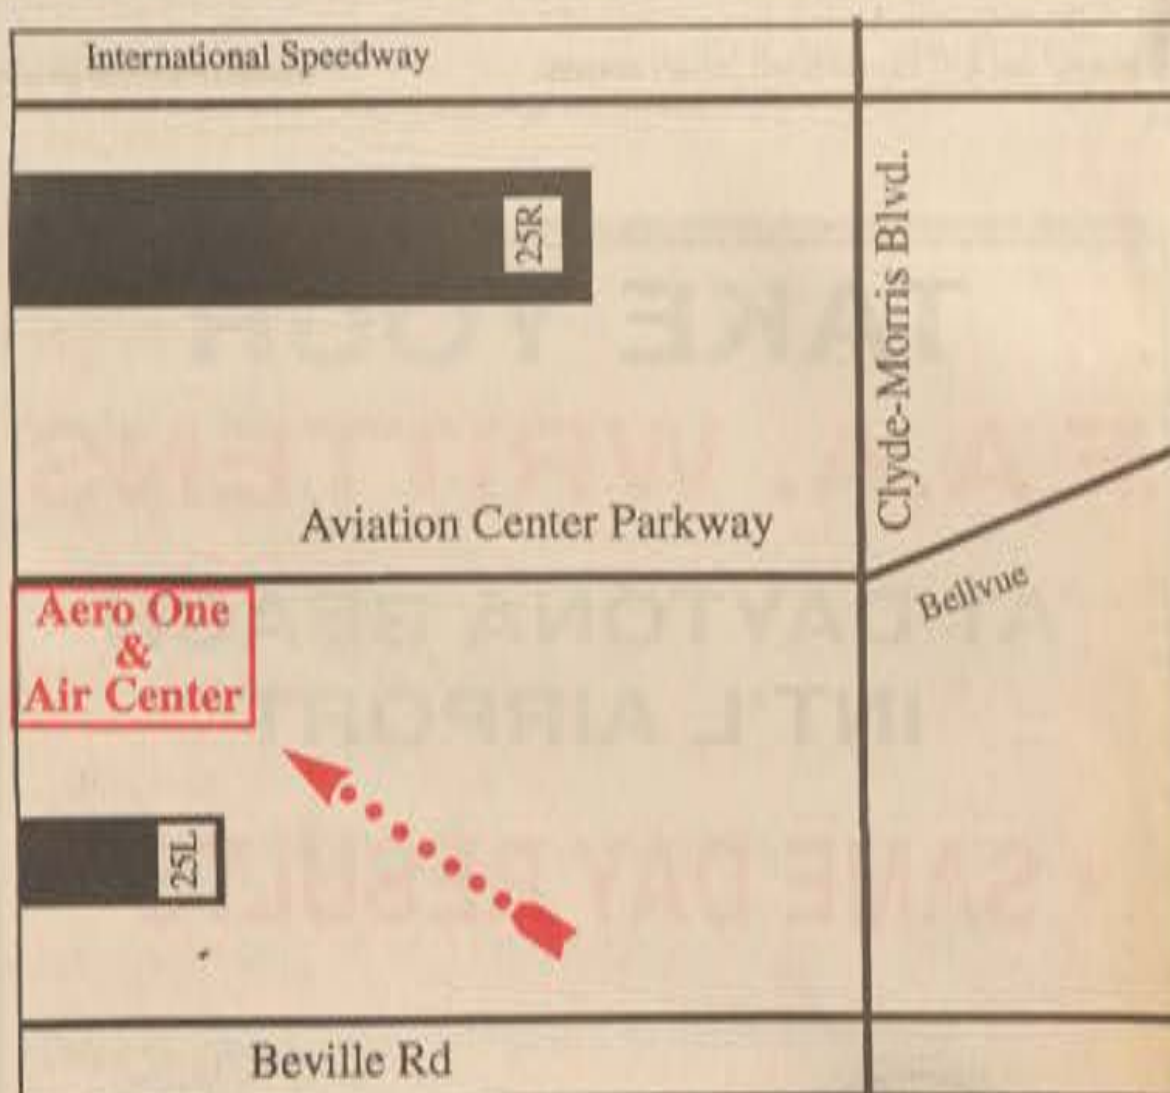 International Speedway
25R
Clyde-Morris Blvd.
Aviation Center Parkway
Bellvue
Aero One
&
Air Center
25L
Beville Rd